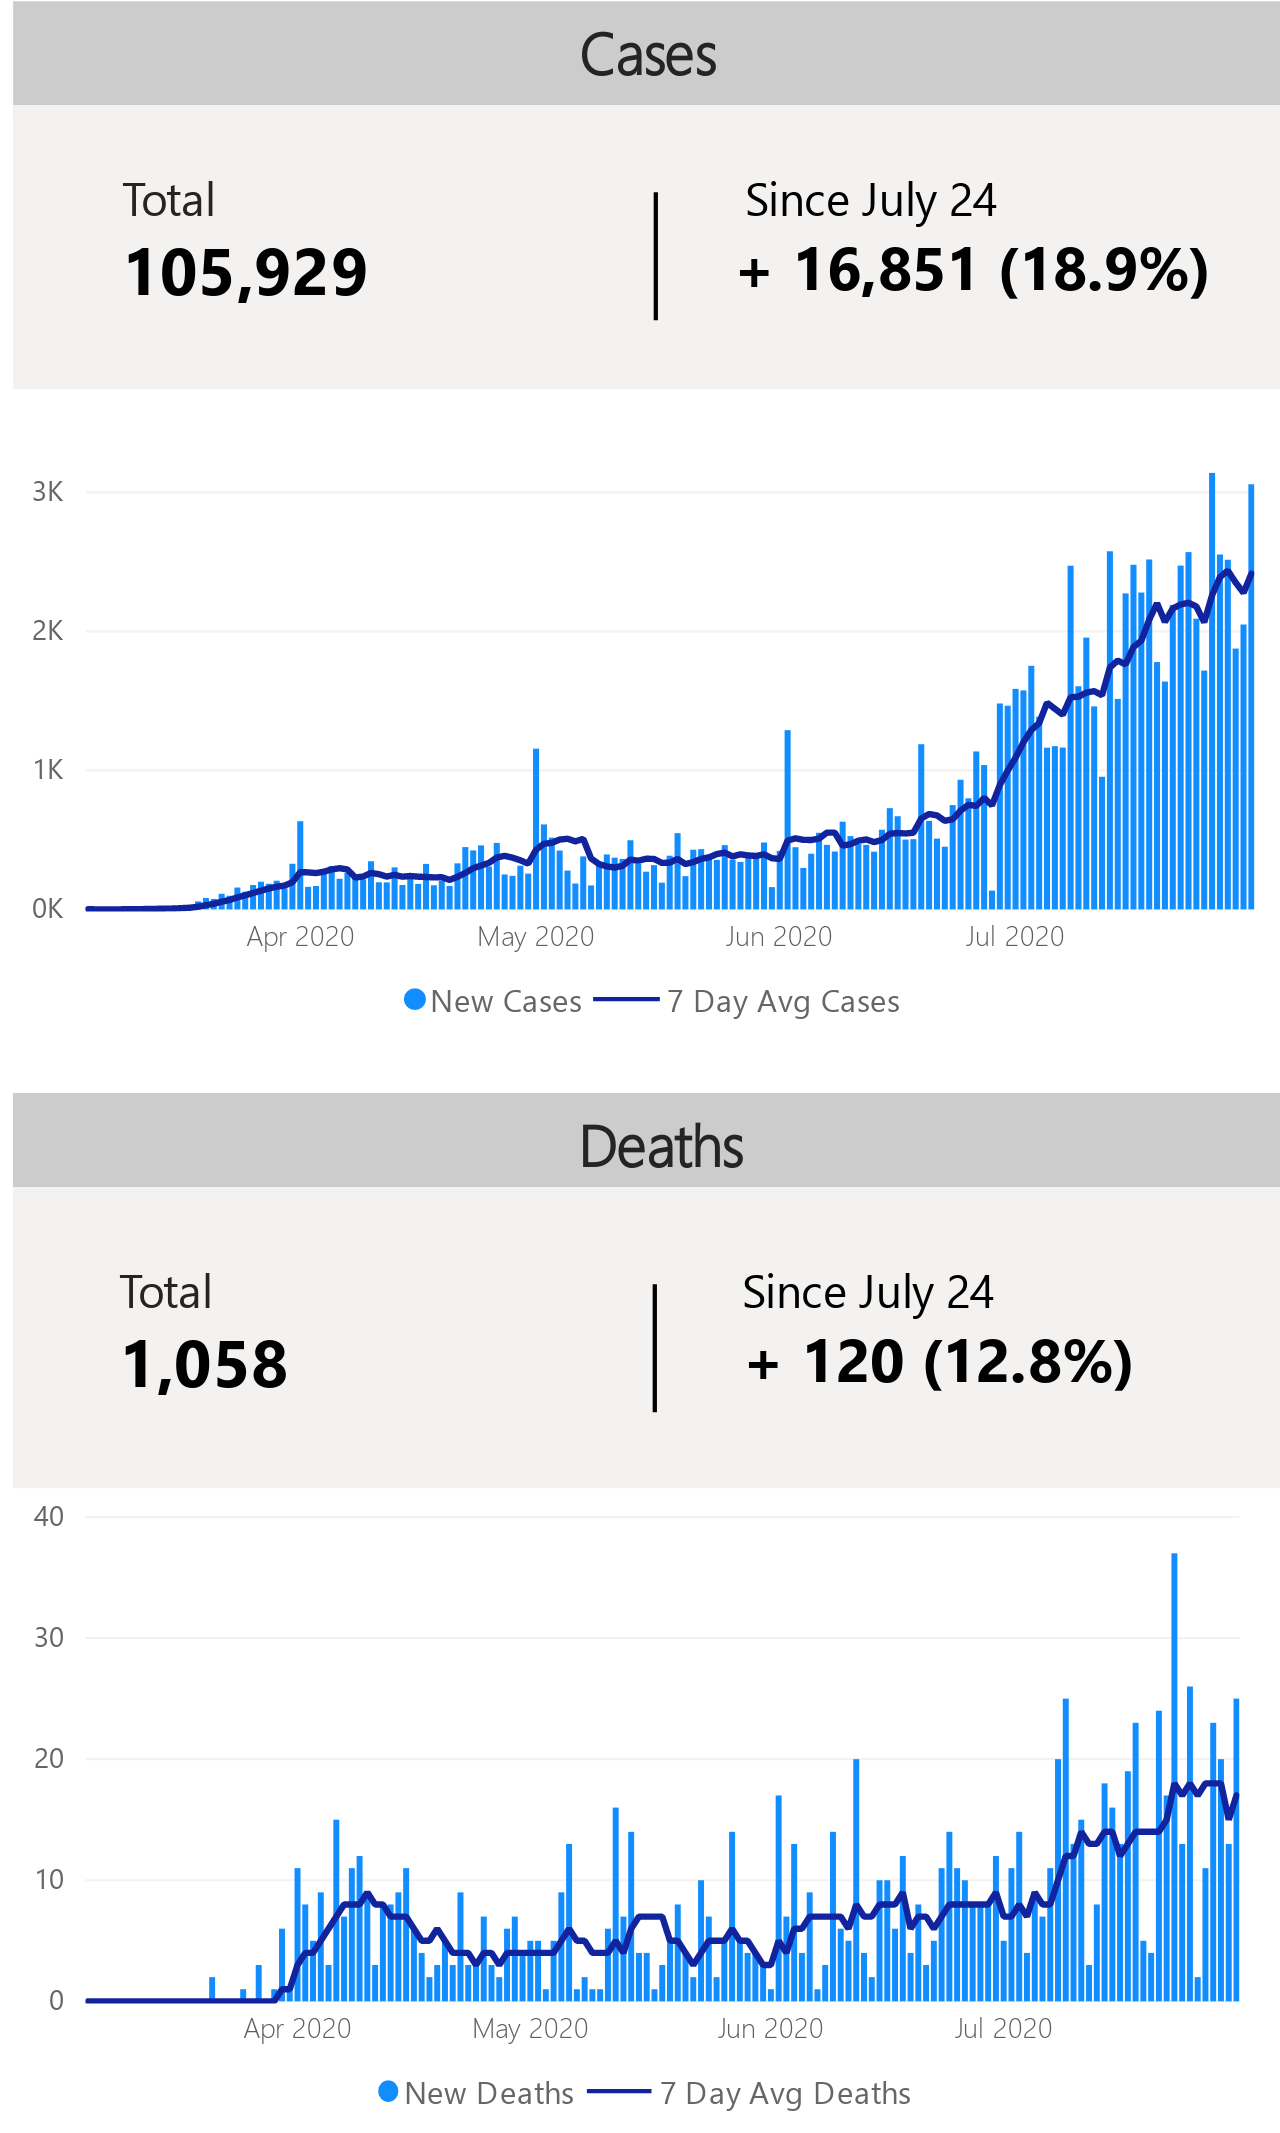 Cases
Total
105,929
Since July 24
+ 16,851 (18.9%)
3K
2K
1K
0K
Apr 2020 May 2020 Jun 2020 Jul 2020
New Cases 7 Day Avg Cases
Deaths
Total
1,058
Since July 24
+ 120 (12.8%)
40
30
20
10
0
Apr 2020 May 2020 Jun 2020 Jul 2020
New Deaths 7 Day Avg Deaths